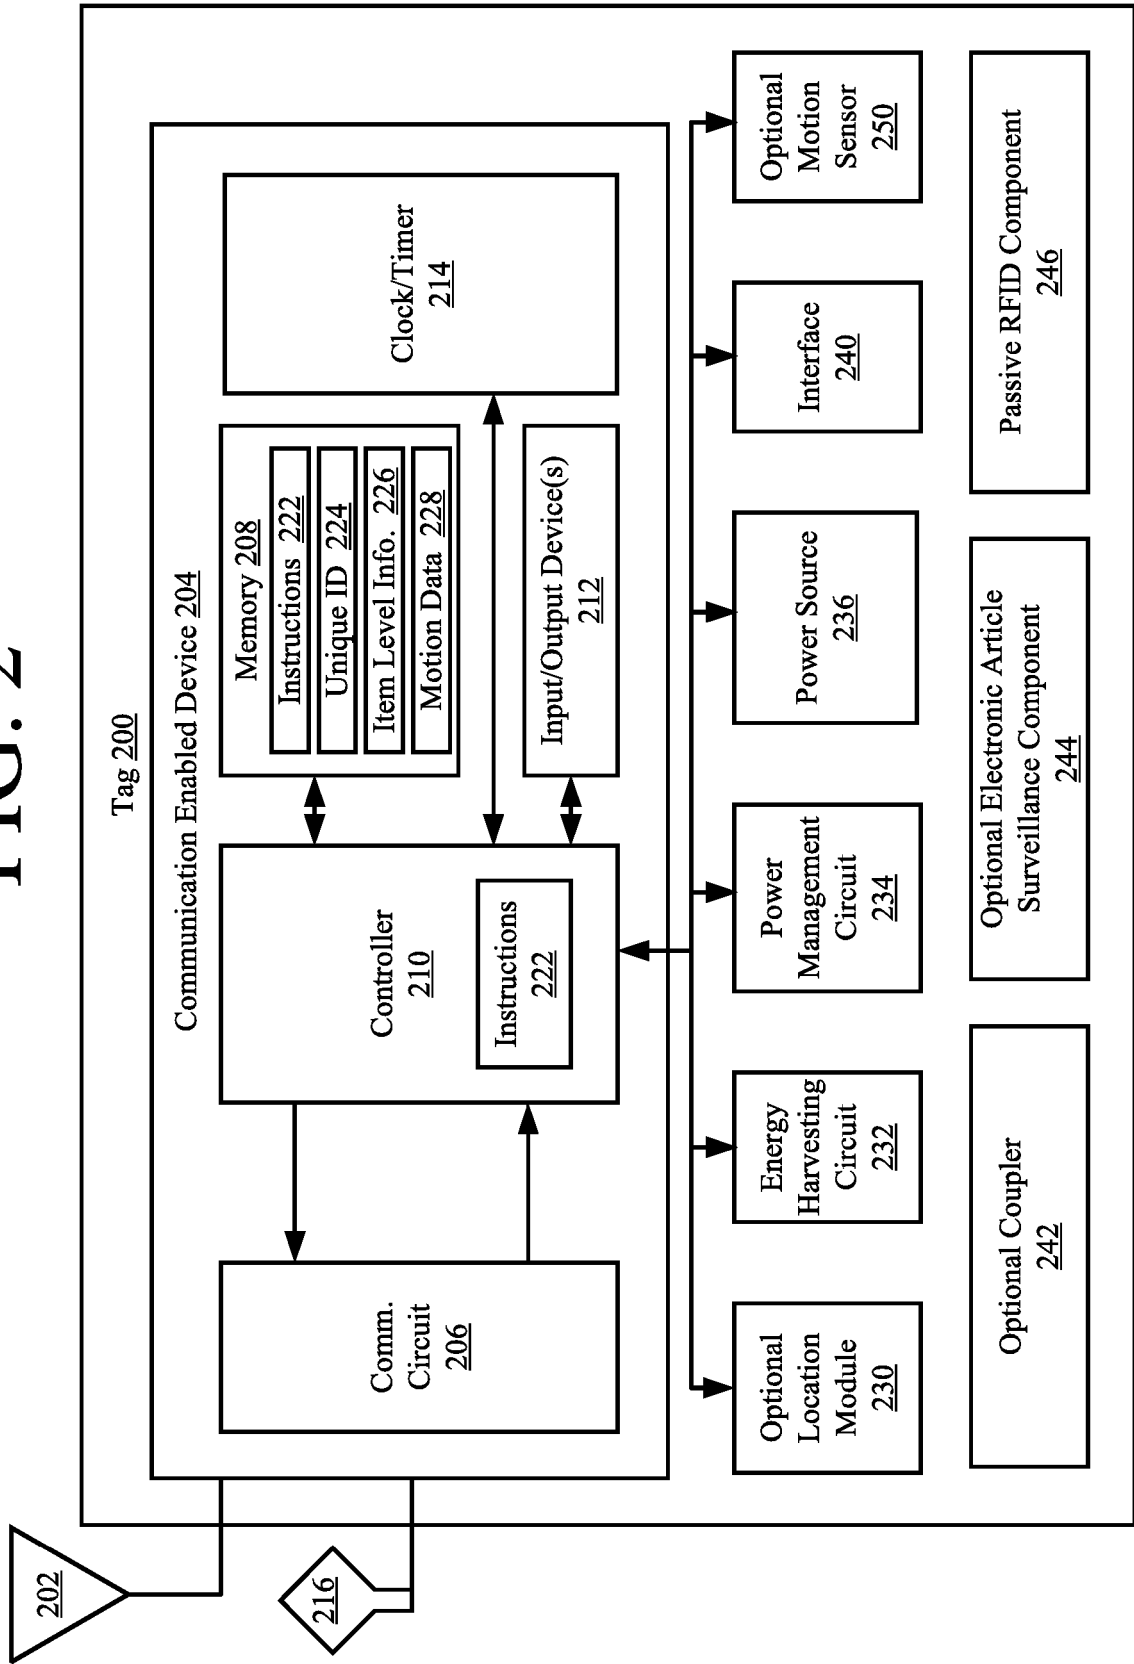 FIG. 2
Tag 200
Communication Enabled Device 204
202
216
Comm.
Circuit
206
Controller
210
Instructions
222
Memory 208
Instructions 222
Unique ID 224
Item Level Info. 226
Motion Data 228
Input/Output Device(s)
212
Clock/Timer
214
Optional
Location
Module
230
Energy
Harvesting
Circuit
232
Power
Management
Circuit
234
Power Source
236
Interface
240
Optional
Motion
Sensor
250
Optional Coupler
242
Optional Electronic Article
Surveillance Component
244
Passive RFID Component
246